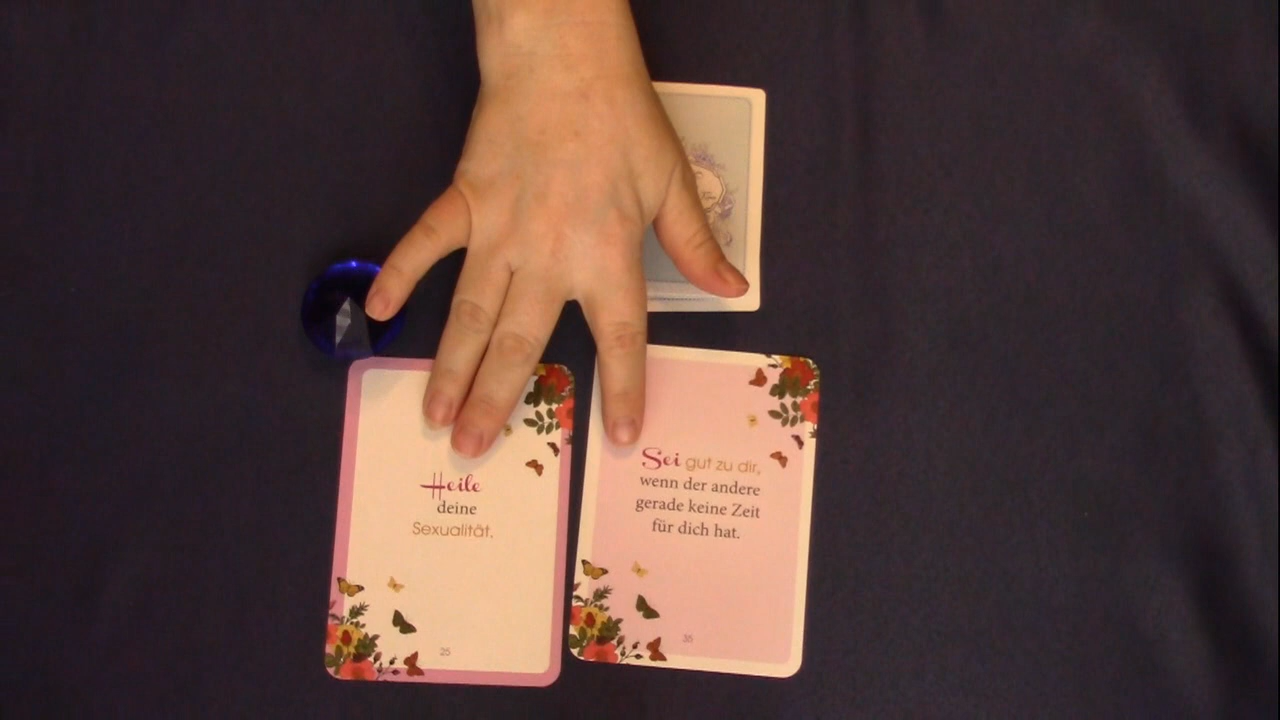 Heile
deine
Sexualität.
25
Sei gut zu dir,
wenn der andere
gerade keine Zeit
für dich hat.
35